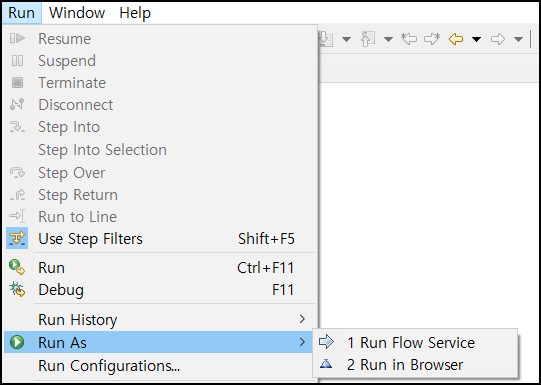 Run Window Help
Resume
Suspend
Terminate
Disconnect
Step Into
Step Into Selection
Step Over
Step Return
Run to Line
Use Step Filters Shift+F5
Run Ctrl+F11
Debug F11
Run History
Run As
1 Run Flow Service
2 Run in Browser
Run Configurations...